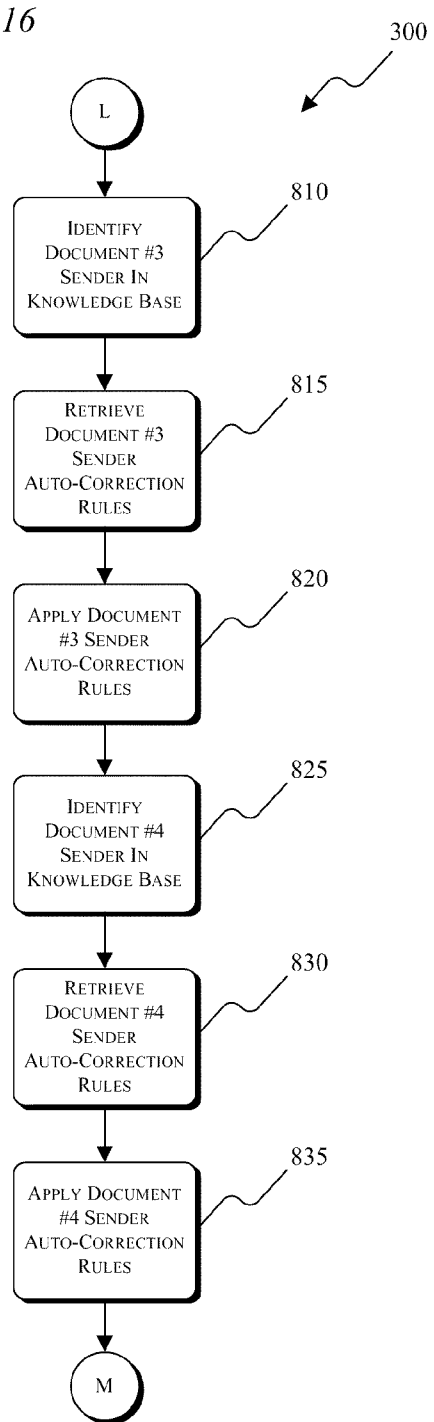 16
300
L
IDENTIFY
DOCUMENT #3
SENDER IN
KNOWLEDGE BASE
810
RETRIEVE
DOCUMENT #3
SENDER
AUTO-CORRECTION
RULES
815
APPLY DOCUMENT
#3 SENDER
AUTO-CORRECTION
RULES
820
IDENTIFY
DOCUMENT #4
SENDER IN
KNOWLEDGE BASE
825
RETRIEVE
DOCUMENT #4
SENDER
AUTO-CORRECTION
RULES
830
APPLY DOCUMENT
#4 SENDER
AUTO-CORRECTION
RULES
835
M